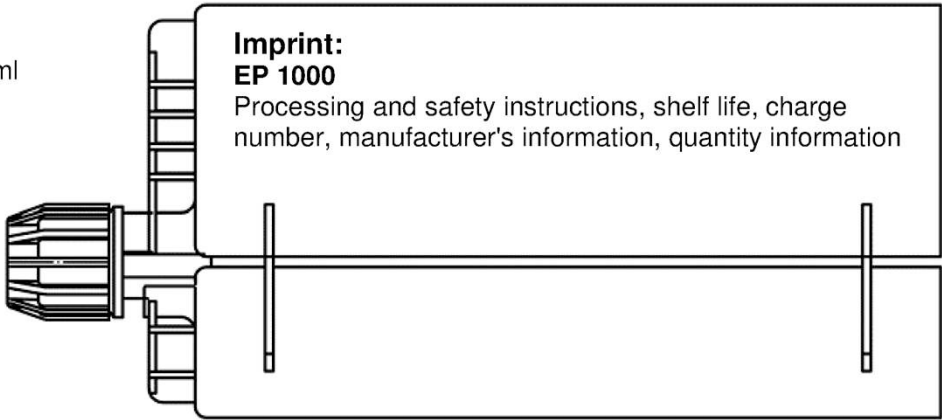 ml
Imprint:
EP 1000
Processing and safety instructions, shelf life, charge
number, manufacturer's information, quantity information